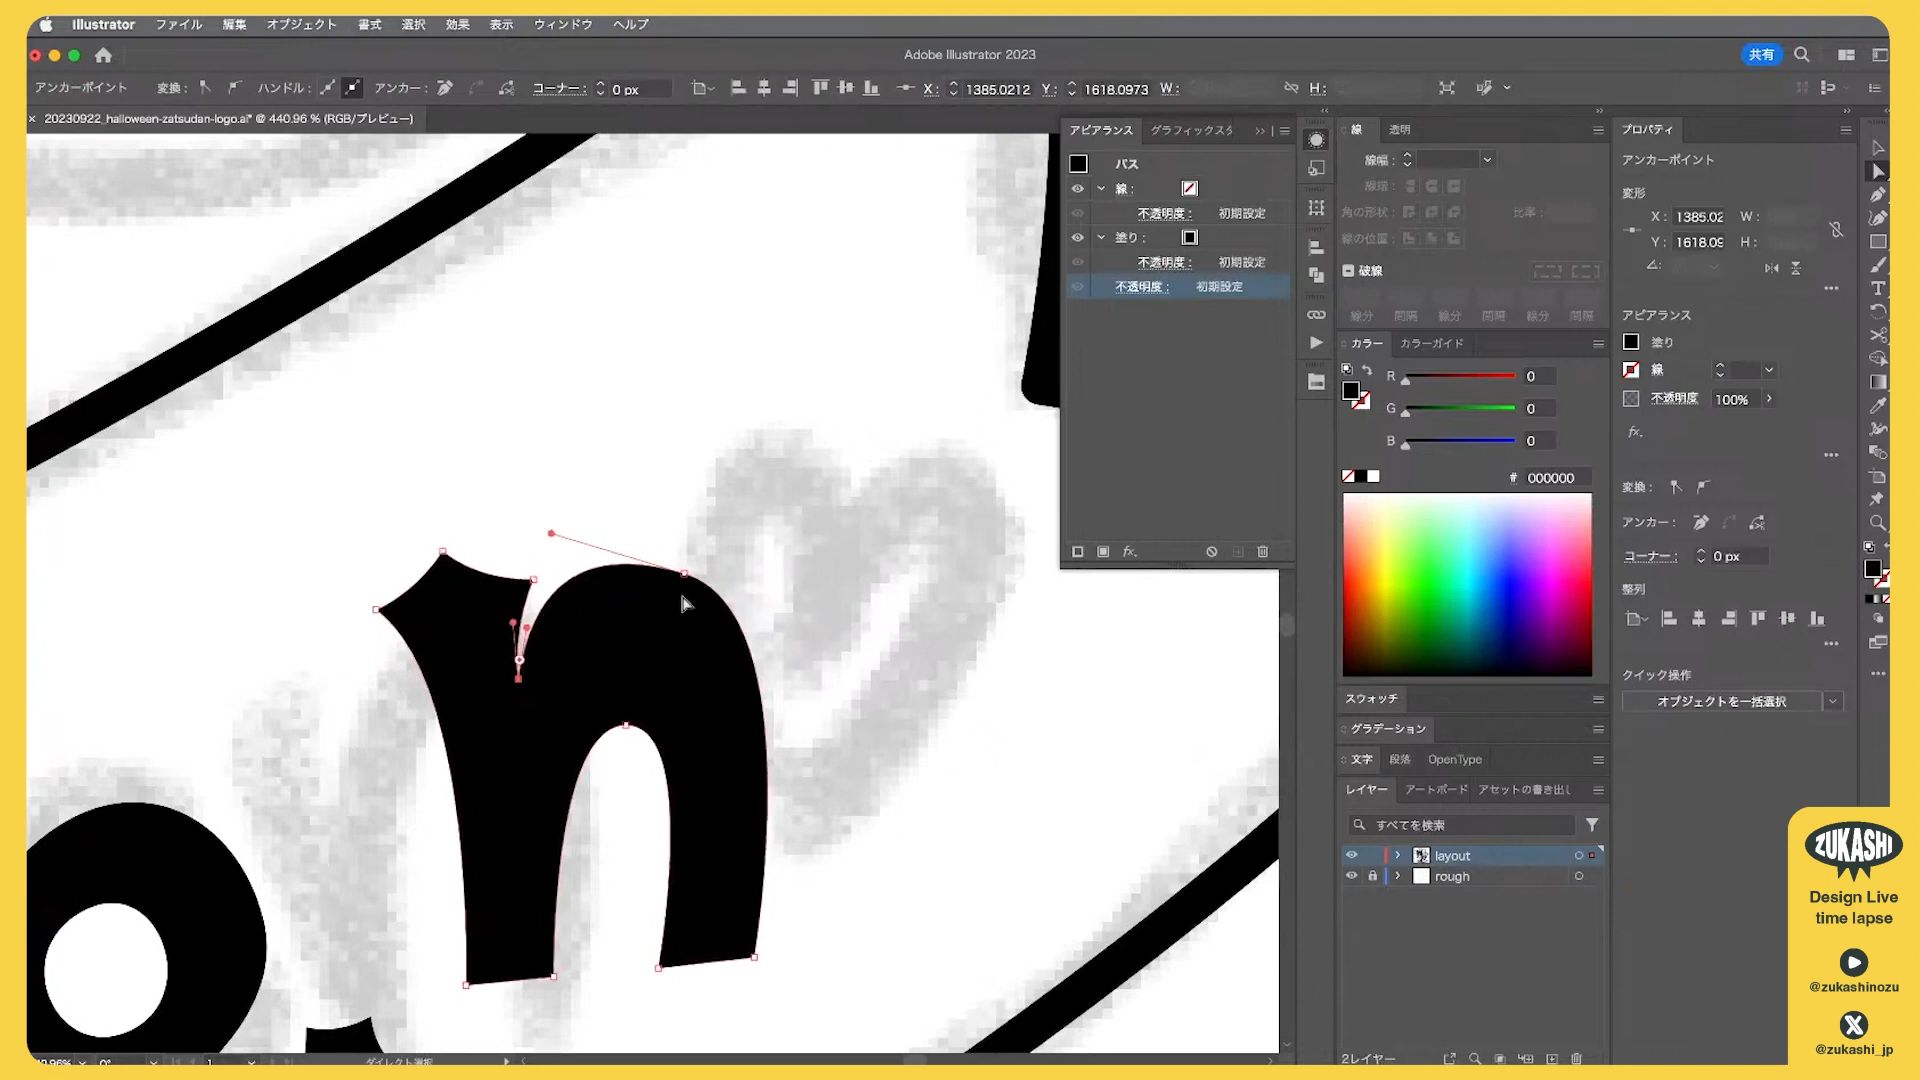 Illustrator ファイル 編集 オブジェクト 書式 選択 効果 表示 ウィンドウ ヘルプ
Adobe Illustrator 2023
共有
アンカーポイント 変換: ハンドル: アンカー: コーナー: 0 px X: 1385.0212 Y: 1618.0973 W: H:
× 20230922_halloween-zatsudan-logo.ai* @ 440.96 % (RGB/プレビュー)
アピアランス グラフィックスタ
パス
線:
不透明度: 初期設定
塗り:
不透明度: 初期設定
不透明度: 初期設定
fx.
線 透明
線幅:
線端:
角の形状: 比率:
線の位置:
破線
線分 間隔 線分 間隔 線分 間隔
カラー カラーガイド
R 0
G 0
B 0
# 000000
スウォッチ
グラデーション
文字 段落 OpenType
レイヤー アートボード アセットの書き出し
すべてを検索
layout
rough
2レイヤー
プロパティ
アンカーポイント
変形
X: 1385.02 W:
Y: 1618.09 H:
アピアランス
塗り
線
不透明度 100%
fx.
変換:
アンカー:
コーナー: 0 px
整列
クイック操作
オブジェクトを一括選択
n
0° 1 ダイレクト選択
ZUKASHI
Design Live
time lapse
@zukashinozu
@zukashi_jp